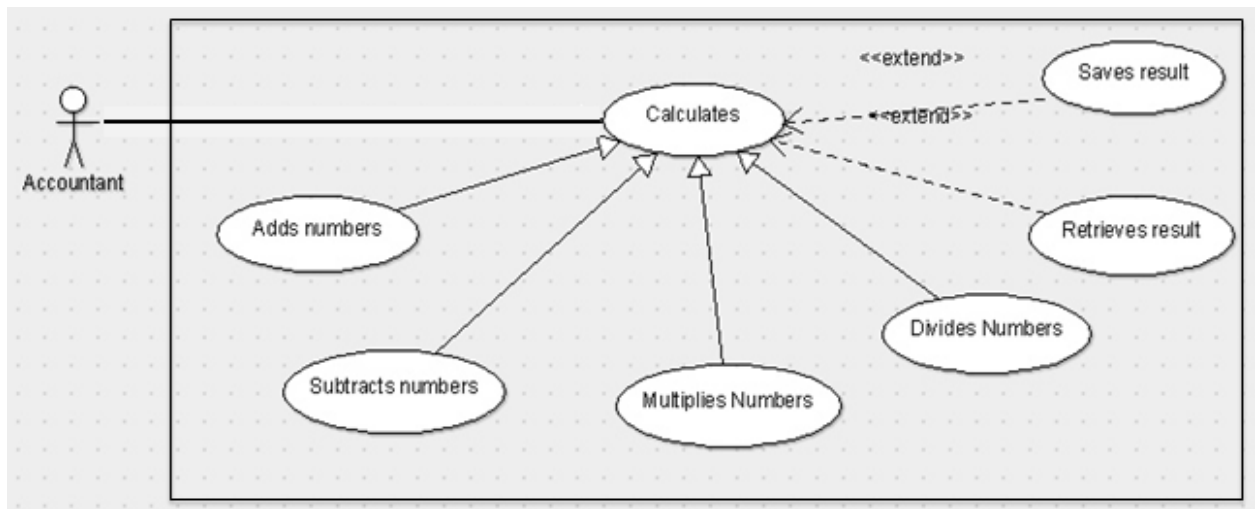 <<extend>>
Saves result
Calculates
<<extend>>
Accountant
Adds numbers
Retrieves result
Divides Numbers
Subtracts numbers
Multiplies Numbers